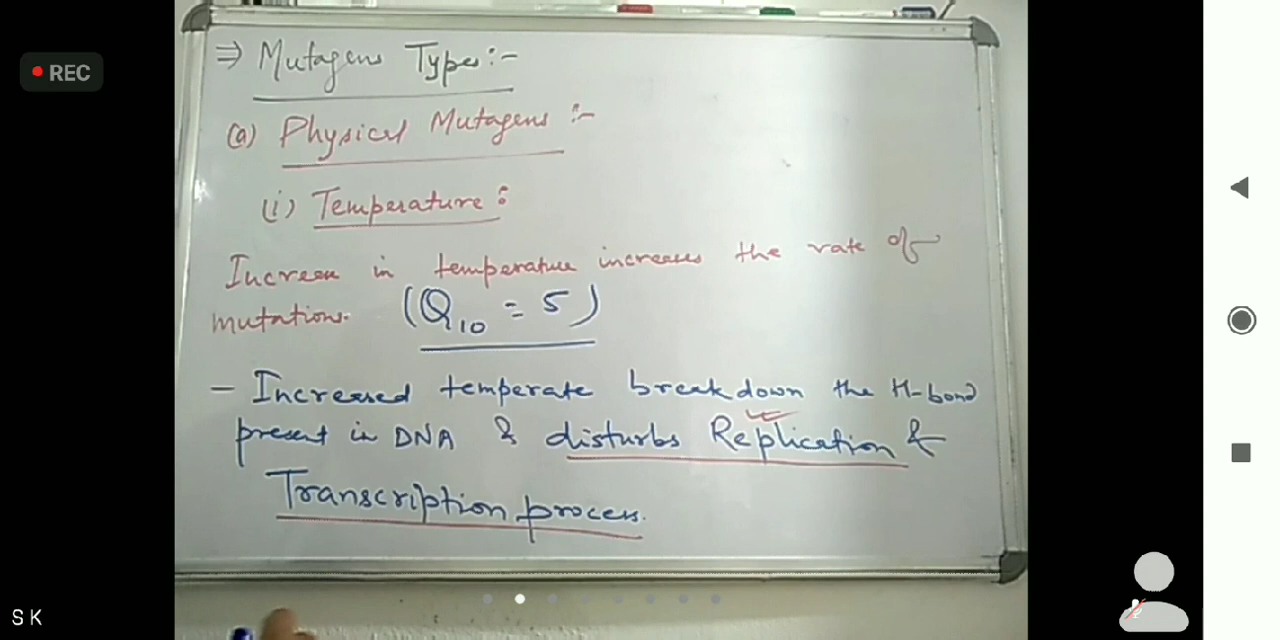 REC
⇒ Mutagens Types:-
(a) Physical Mutagens :-
(i) Temperature :
Increase in temperature increases the rate of
mutations. (Q10 = 5)
- Increased temperate breakdown the H-bond
present in DNA & disturbs Replication &
Transcription process.
S K